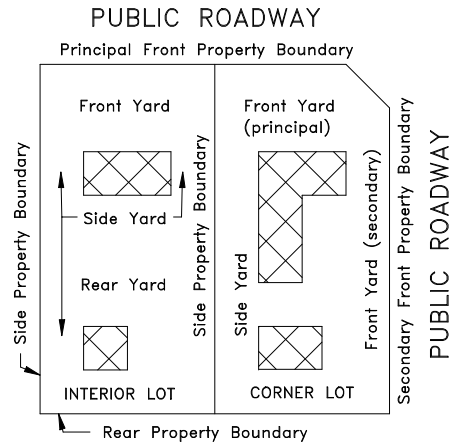 PUBLIC ROADWAY
Principal Front Property Boundary
Front Yard
Front Yard
(principal)
Side Property Boundary
Side Yard
Side Property Boundary
Rear Yard
Side Yard
Front Yard (secondary)
Secondary Front Property Boundary
PUBLIC ROADWAY
INTERIOR LOT
CORNER LOT
Rear Property Boundary